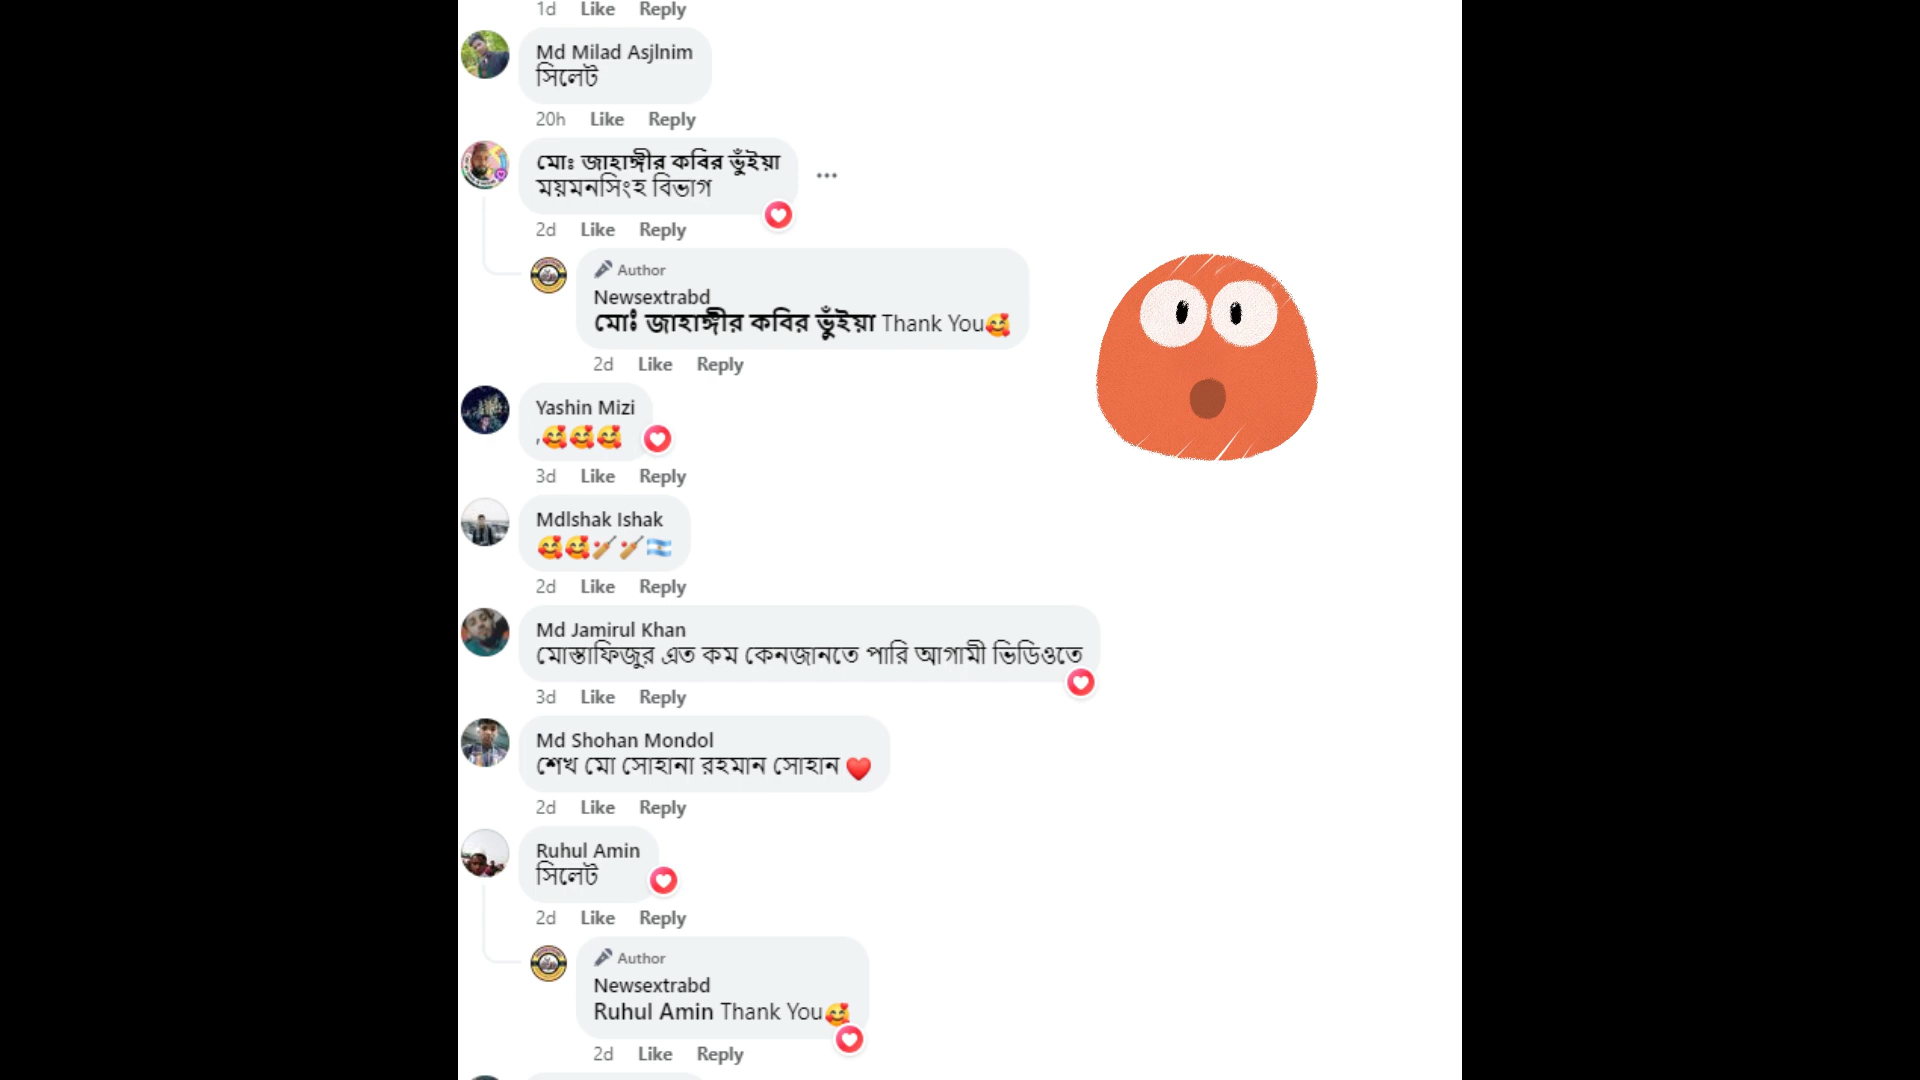 1d Like Reply
Md Milad Asjlnim
সিলেট
20h Like Reply
মোঃ জাহাঙ্গীর কবির ভুঁইয়া
ময়মনসিংহ বিভাগ
2d Like Reply
Author
Newsextrabd
মোঃ জাহাঙ্গীর কবির ভুঁইয়া Thank You🥰
2d Like Reply
Yashin Mizi
,🥰🥰🥰
3d Like Reply
Mdlshak Ishak
🥰🥰🏏🏏🇦🇷
2d Like Reply
Md Jamirul Khan
মোস্তাফিজুর এত কম কেনজানতে পারি আগামী ভিডিওতে
3d Like Reply
Md Shohan Mondol
শেখ মো সোহানা রহমান সোহান ❤️
2d Like Reply
Ruhul Amin
সিলেট
2d Like Reply
Author
Newsextrabd
Ruhul Amin Thank You🥰
2d Like Reply